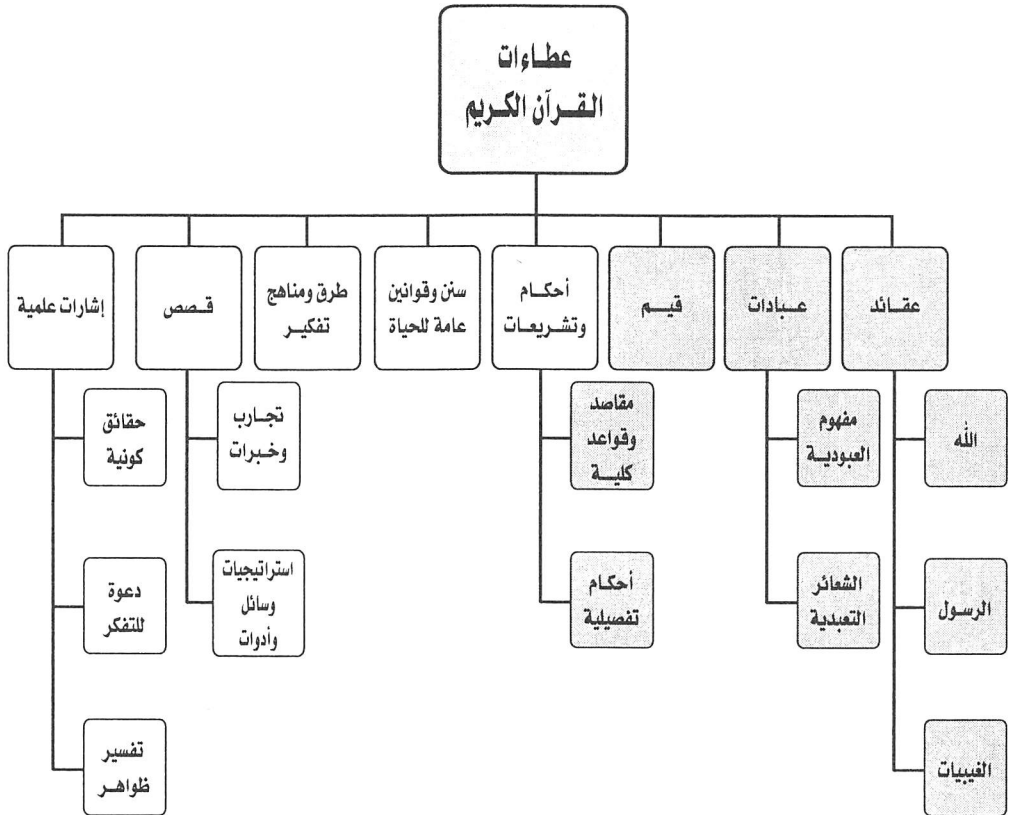 عطاءات
القرآن الكريم
عقائد
عبادات
قيم
أحكام
وتشريعات
سنن وقوانين
عامة للحياة
طرق ومناهج
تفكير
قصص
إشارات علمية
الله
الرسول
الغيبيات
مفهوم
العبودية
الشعائر
التعبدية
مقاصد
وقواعد
كلية
أحكام
تفصيلية
تجارب
وخبرات
استراتيجيات
وسائل
وأدوات
حقائق
كونية
دعوة
للتفكر
تفسير
ظواهر